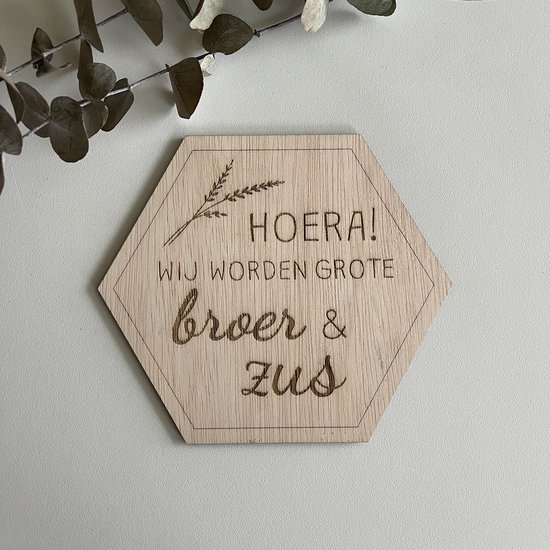 HOERA!
WIJ WORDEN GROTE
broer &
zus